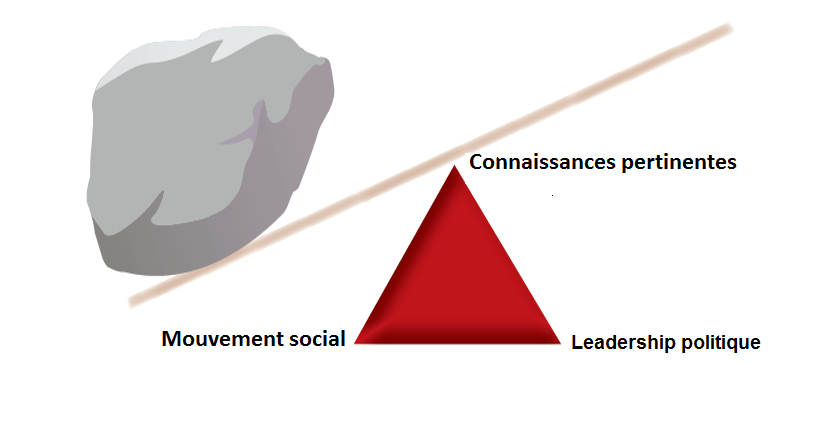 Connaissances pertinentes
Mouvement social
Leadership politique